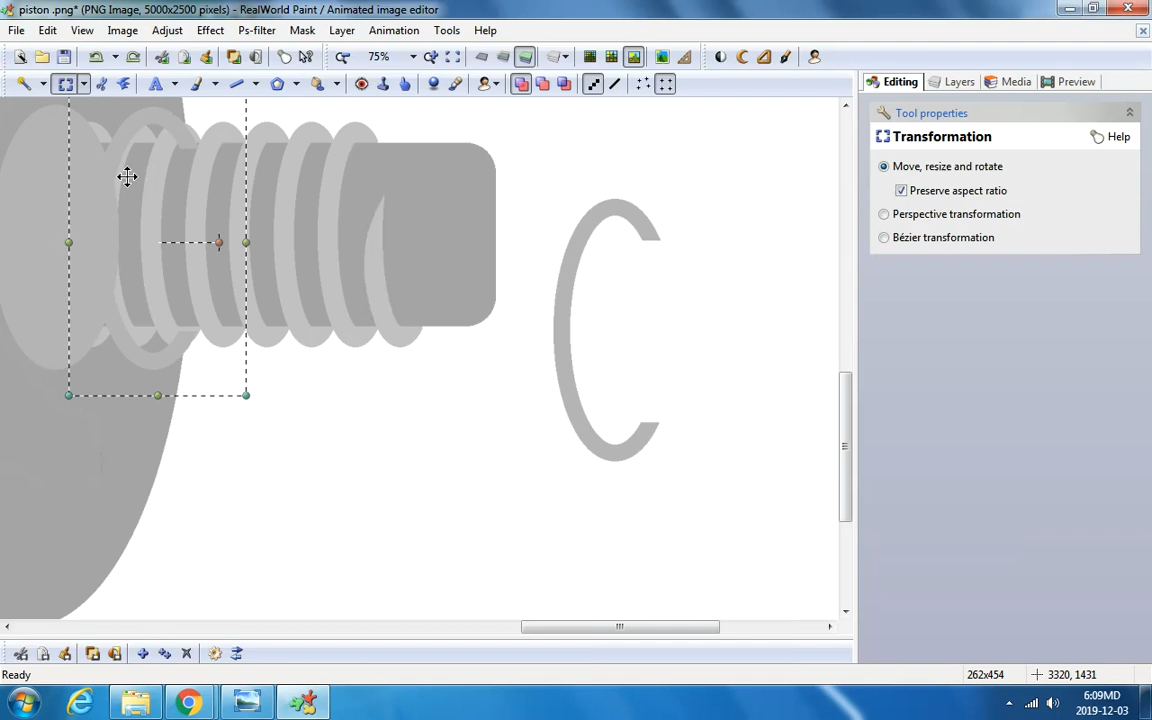 piston .png* (PNG Image, 5000x2500 pixels) - RealWorld Paint / Animated image editor
File Edit View Image Adjust Effect Ps-filter Mask Layer Animation Tools Help
75%
Editing Layers Media Preview
Tool properties
Transformation Help
Move, resize and rotate
Preserve aspect ratio
Perspective transformation
Bézier transformation
Ready 262x454 3320, 1431
6:09MD
2019-12-03